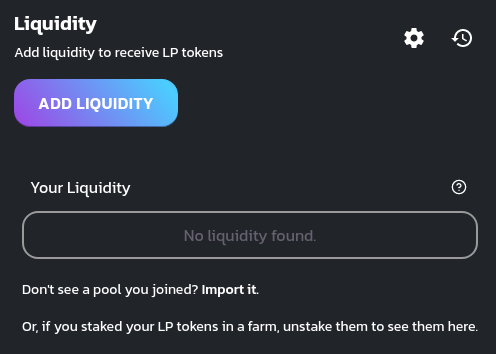 Liquidity
Add liquidity to receive LP tokens
ADD LIQUIDITY
Your Liquidity
No liquidity found.
Don't see a pool you joined? Import it.
Or, if you staked your LP tokens in a farm, unstake them to see them here.